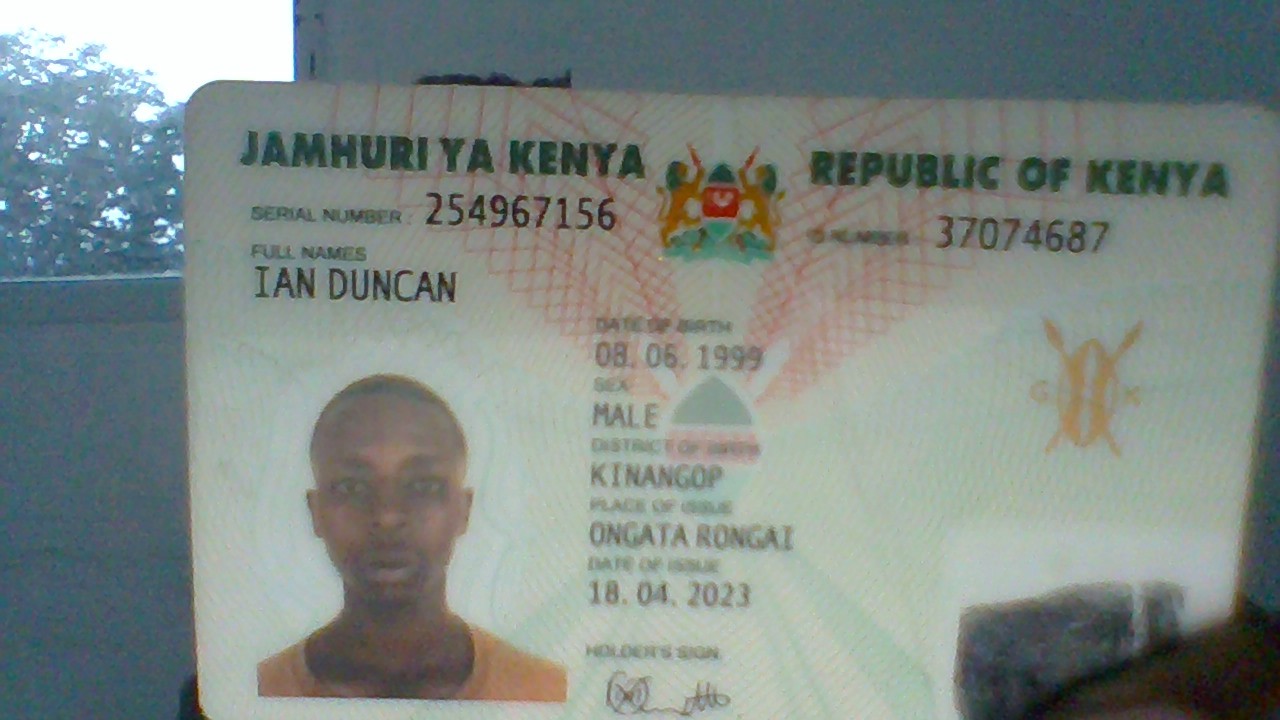 JAMHURI YA KENYA
REPUBLIC OF KENYA
SERIAL NUMBER: 254967156
ID NUMBER: 37074687
FULL NAMES
IAN DUNCAN
DATE OF BIRTH
08. 06. 1999
SEX
MALE
DISTRICT OF BIRTH
KINANGOP
PLACE OF ISSUE
ONGATA RONGAI
DATE OF ISSUE
18. 04. 2023
HOLDER'S SIGN.
G K